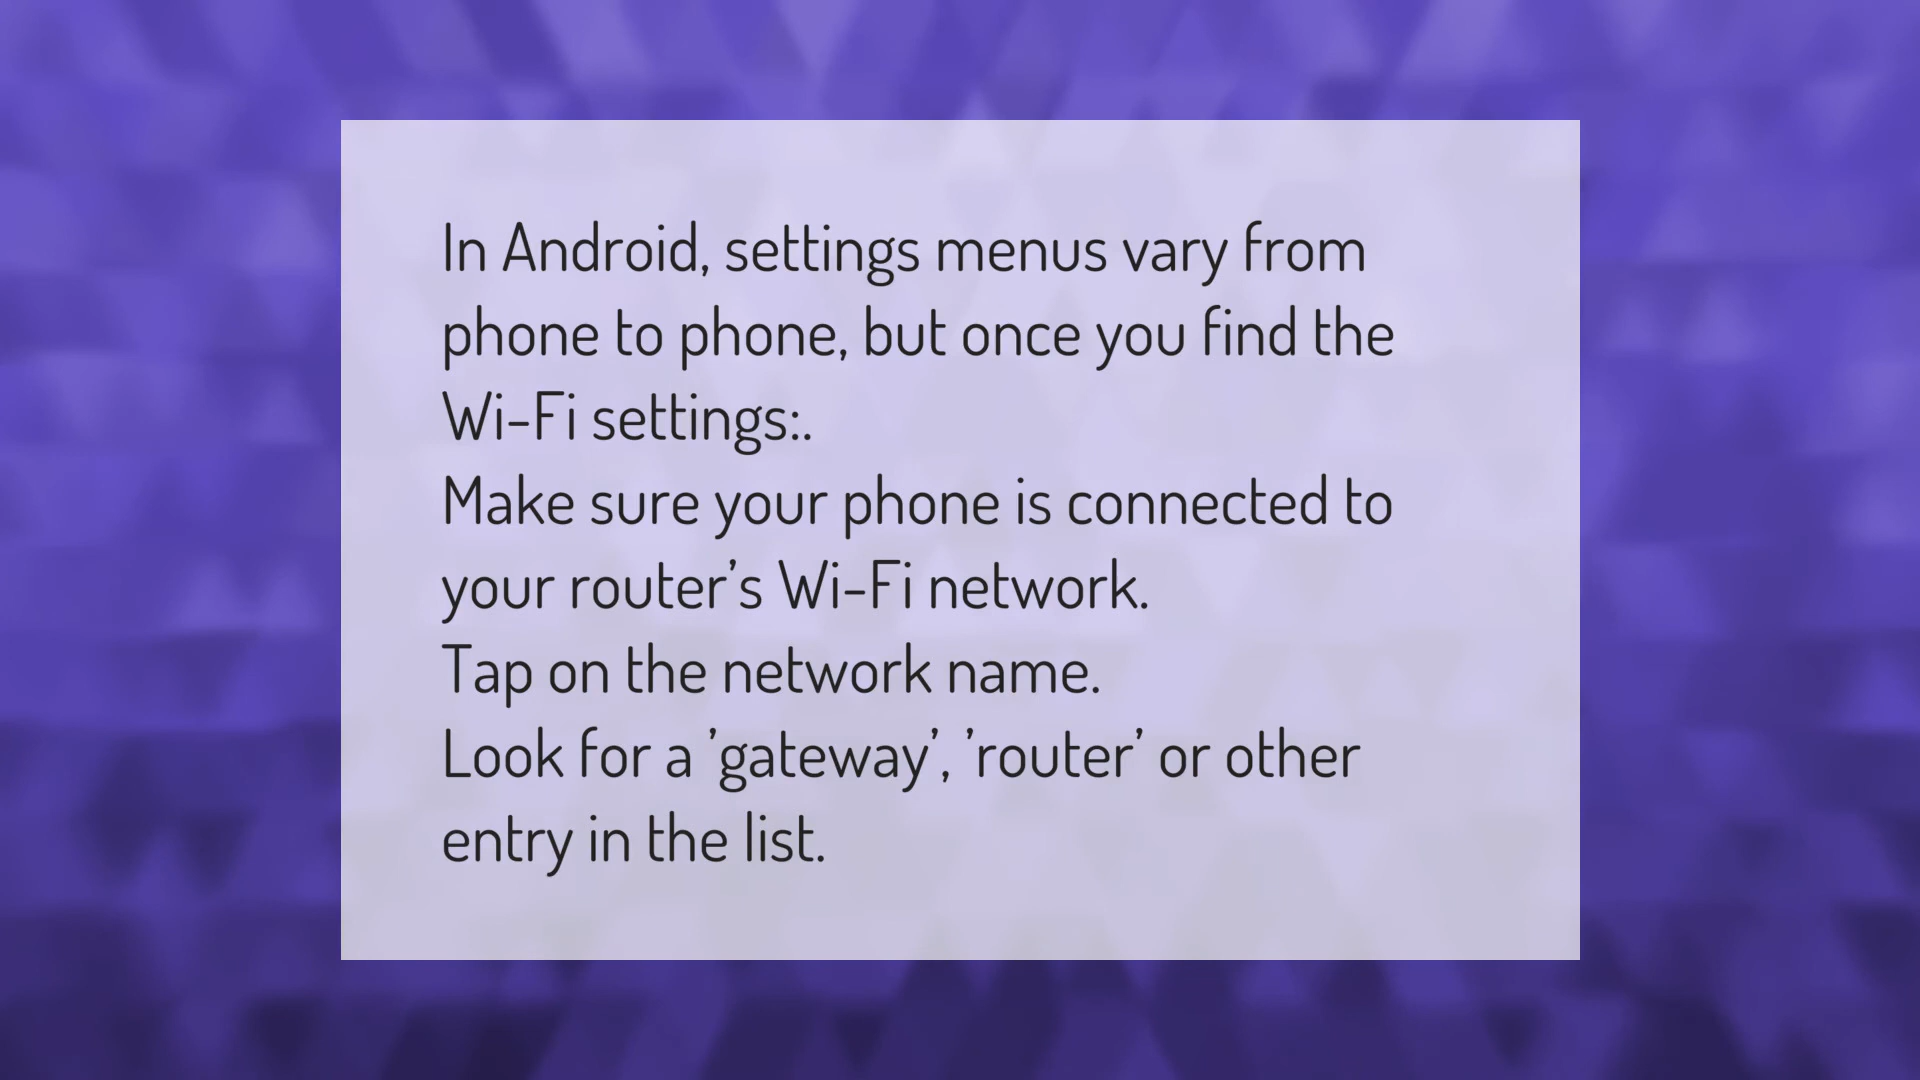 In Android, settings menus vary from
phone to phone, but once you find the
Wi-Fi settings:.
Make sure your phone is connected to
your router’s Wi-Fi network.
Tap on the network name.
Look for a ’gateway’, ’router’ or other
entry in the list.